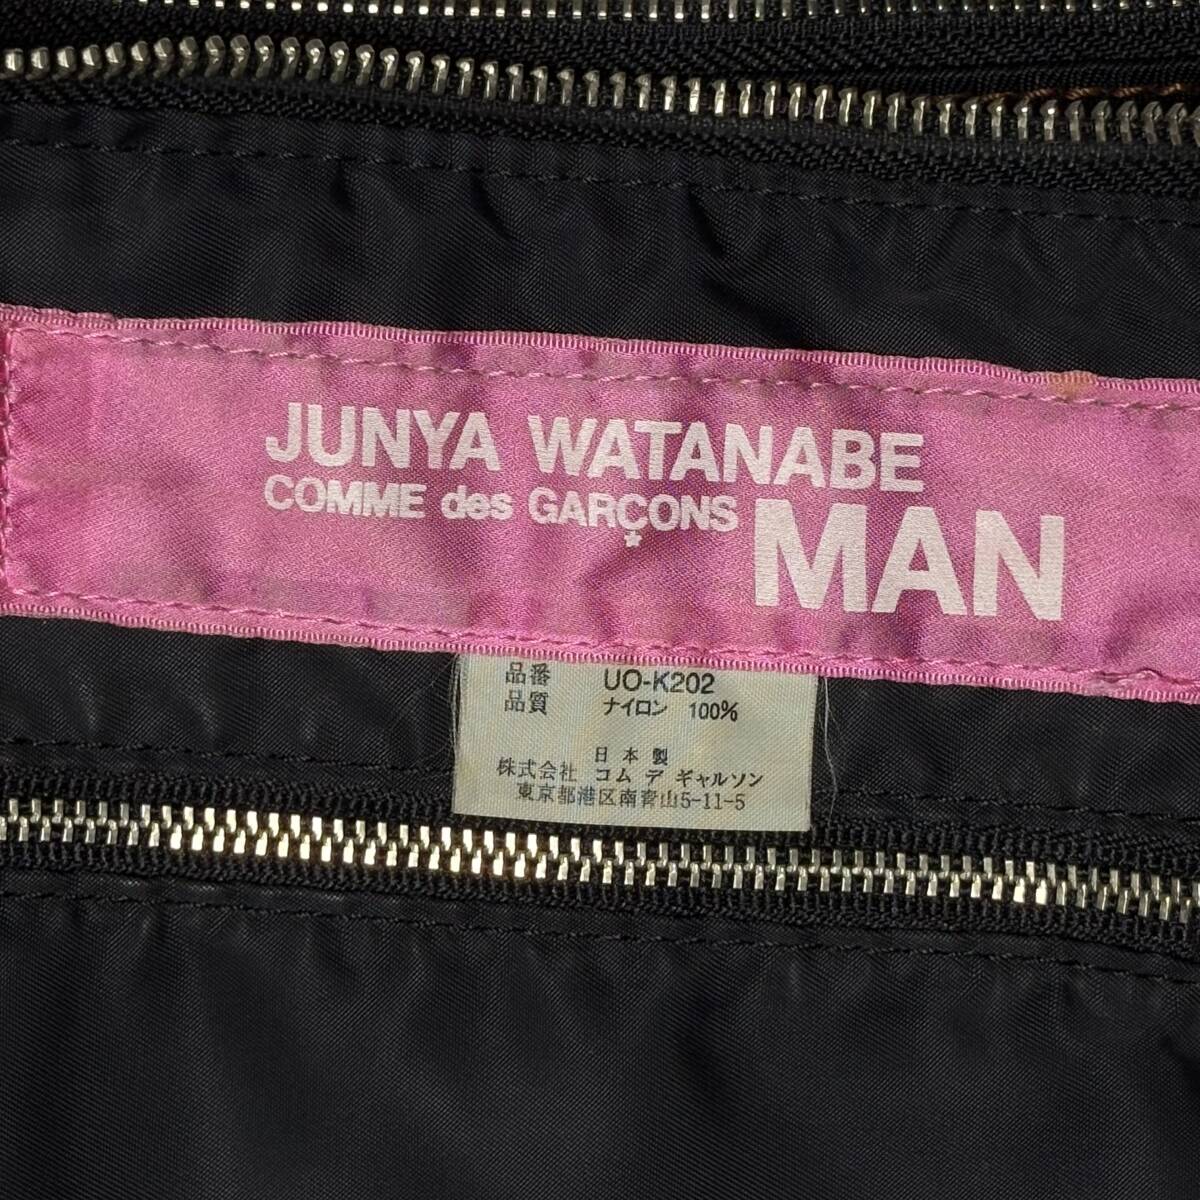 JUNYA WATANABE
COMME des GARÇONS MAN
品番 UO-K202
品質 ナイロン 100%
日本製
株式会社 コム デ ギャルソン
東京都港区南青山5-11-5